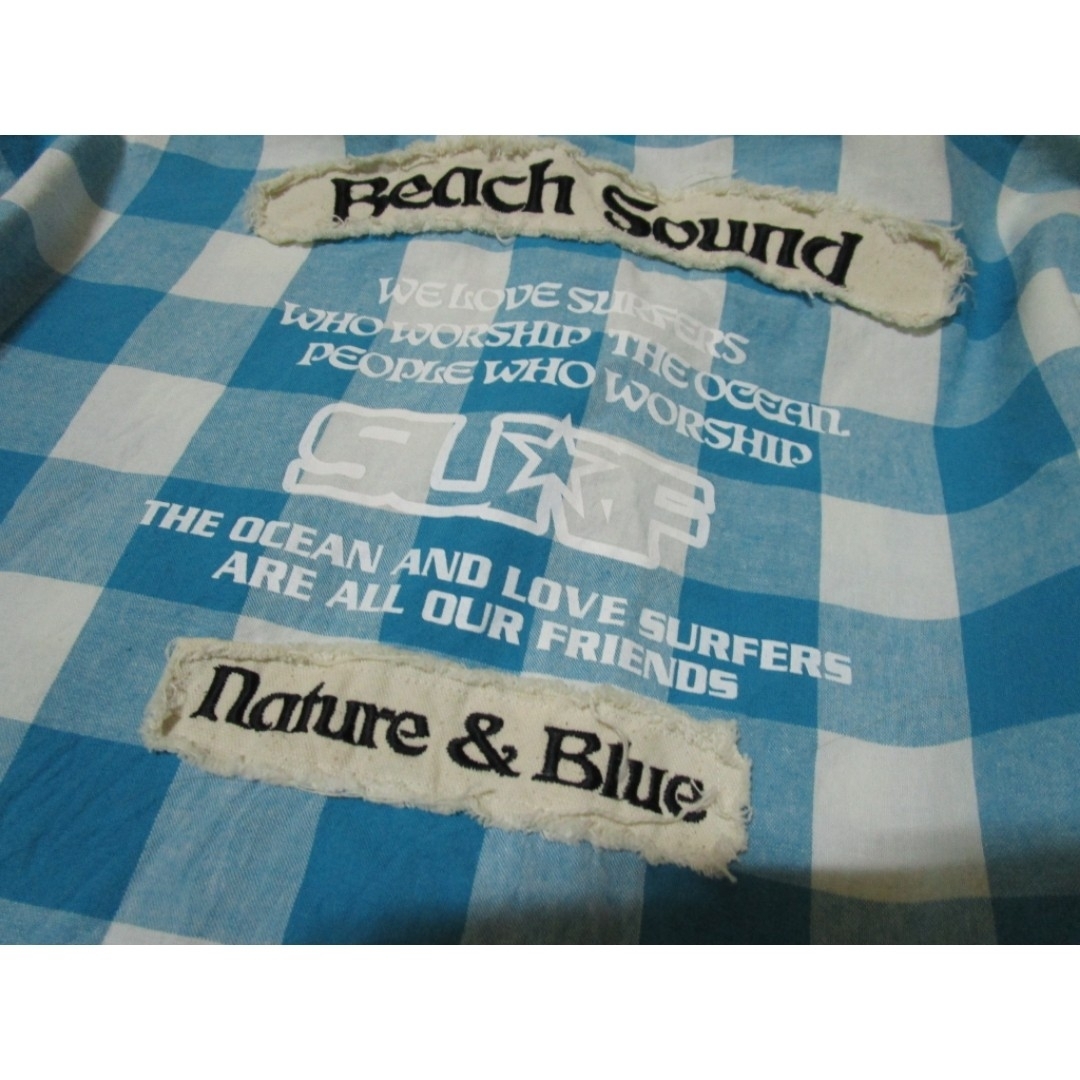 Beach Sound
WE LOVE SURFERS
WHO WORSHIP THE OCEAN.
PEOPLE WHO WORSHIP
SURF
THE OCEAN AND LOVE SURFERS
ARE ALL OUR FRIENDS
Nature & Blue